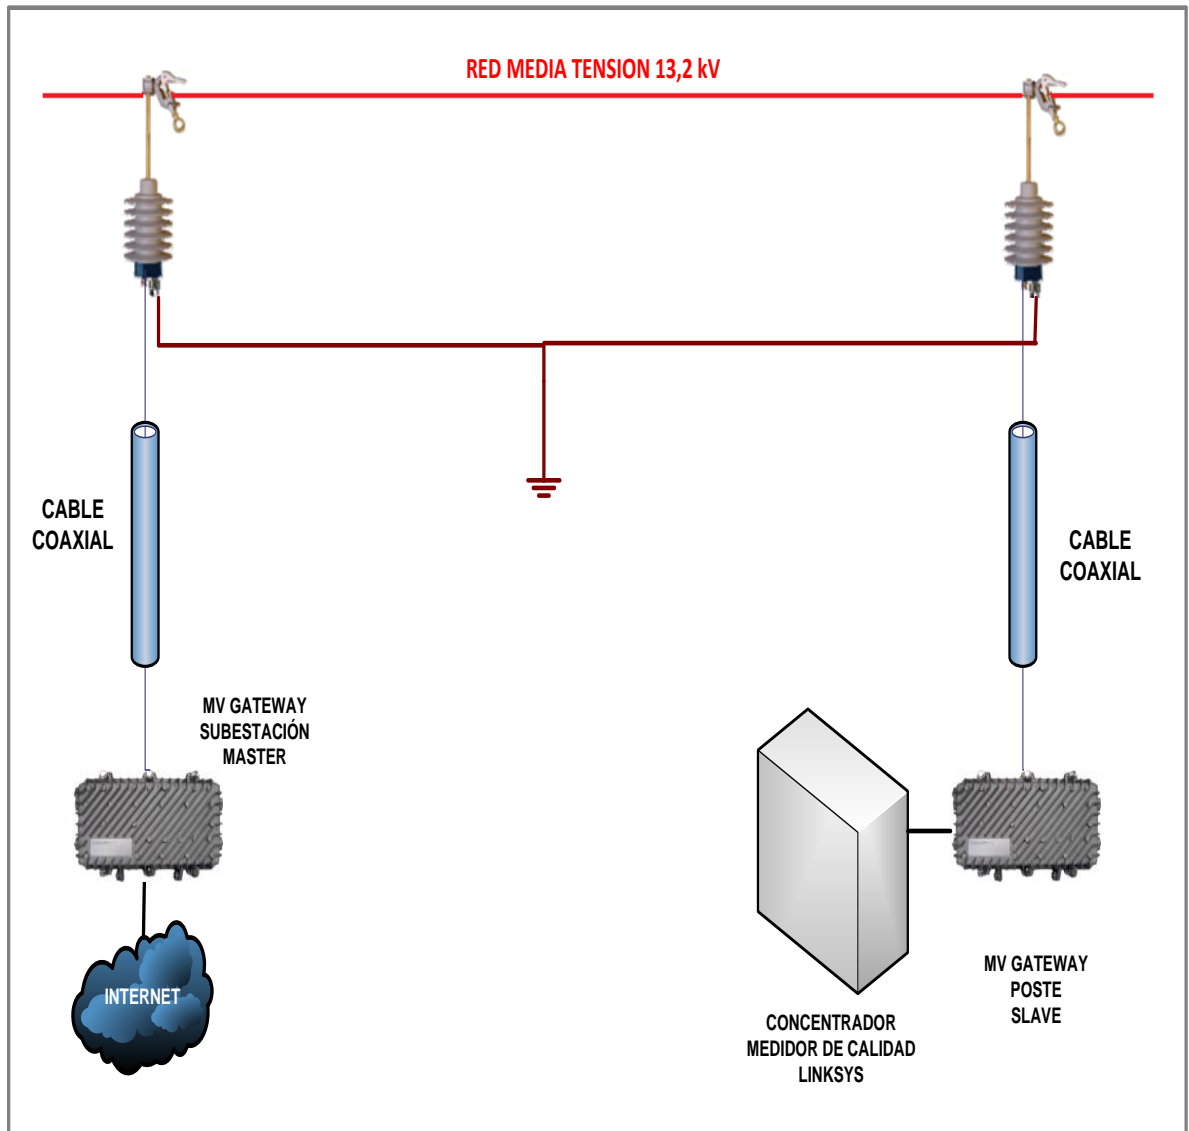 RED MEDIA TENSION 13,2 kV
CABLE
COAXIAL
CABLE
COAXIAL
MV GATEWAY
SUBESTACIÓN
MASTER
INTERNET
MV GATEWAY
POSTE
SLAVE
CONCENTRADOR
MEDIDOR DE CALIDAD
LINKSYS